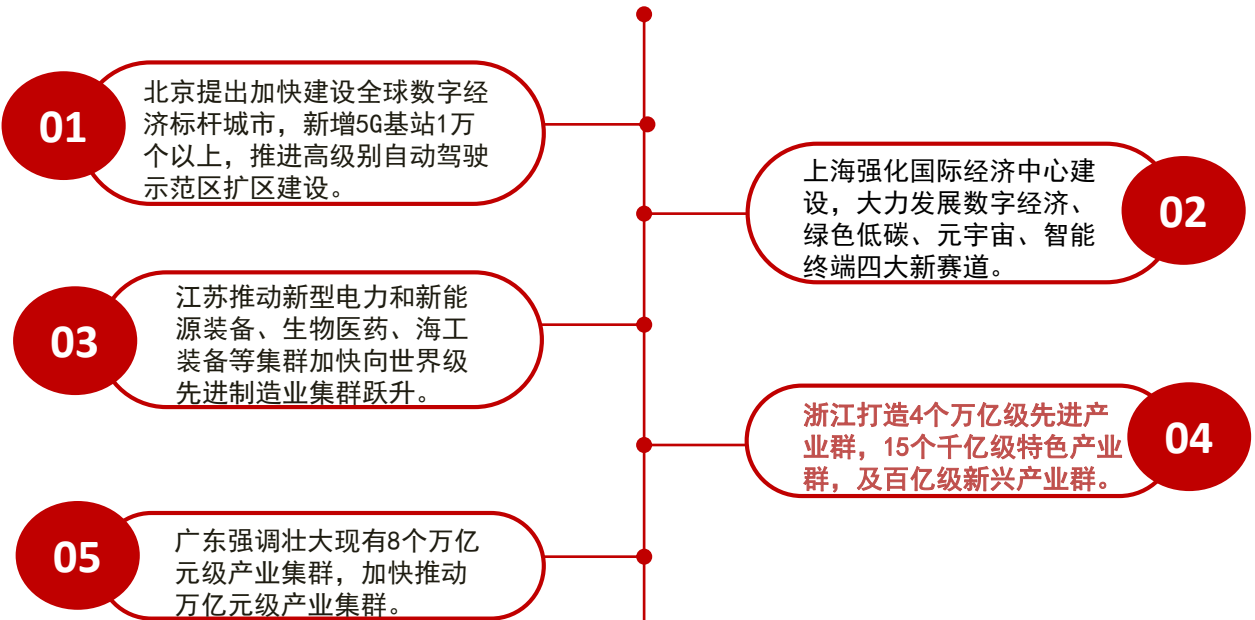 01
北京提出加快建设全球数字经
济标杆城市，新增5G基站1万
个以上，推进高级别自动驾驶
示范区扩区建设。
上海强化国际经济中心建
设，大力发展数字经济、
绿色低碳、元宇宙、智能
终端四大新赛道。
02
03
江苏推动新型电力和新能
源装备、生物医药、海工
装备等集群加快向世界级
先进制造业集群跃升。
浙江打造4个万亿级先进产
业群，15个千亿级特色产业
群，及百亿级新兴产业群。
04
05
广东强调壮大现有8个万亿
元级产业集群，加快推动
万亿元级产业集群。